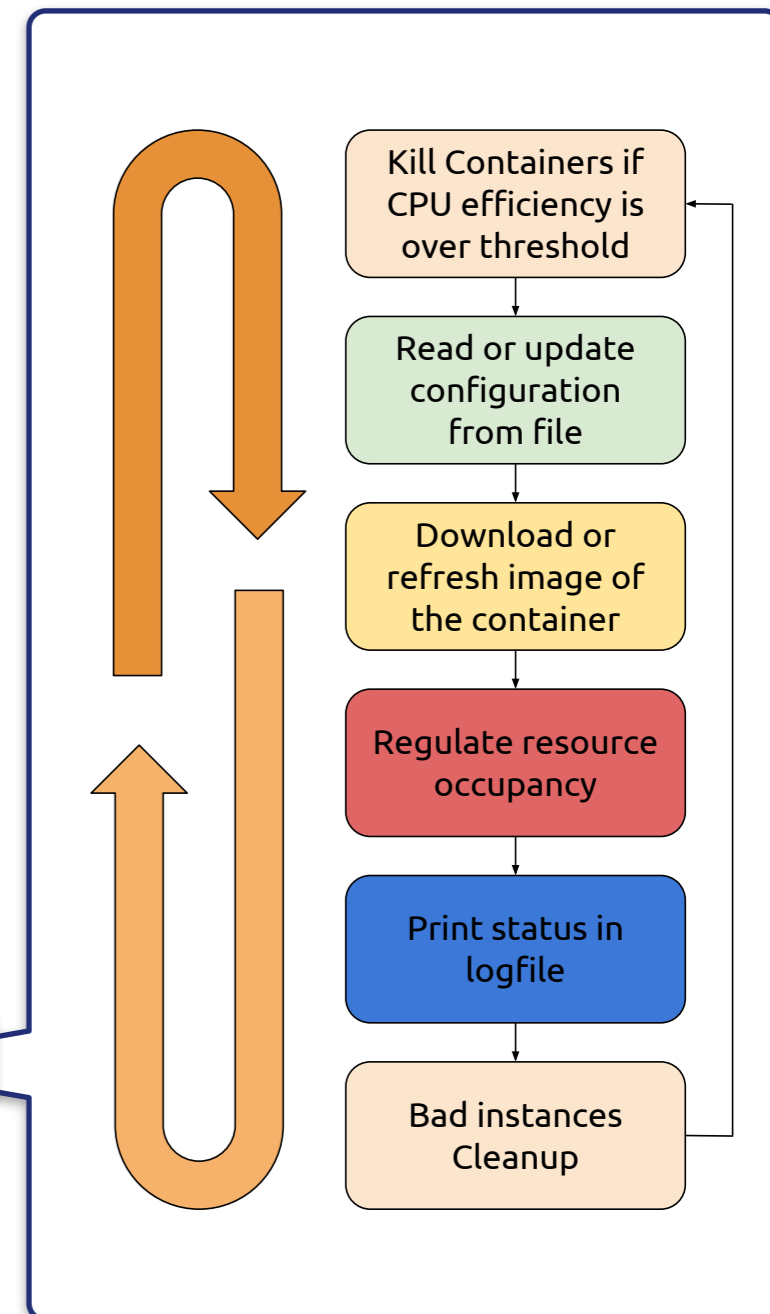 Kill Containers if
CPU efficiency is
over threshold
Read or update
configuration
from file
Download or
refresh image of
the container
Regulate resource
occupancy
Print status in
logfile
Bad instances
Cleanup